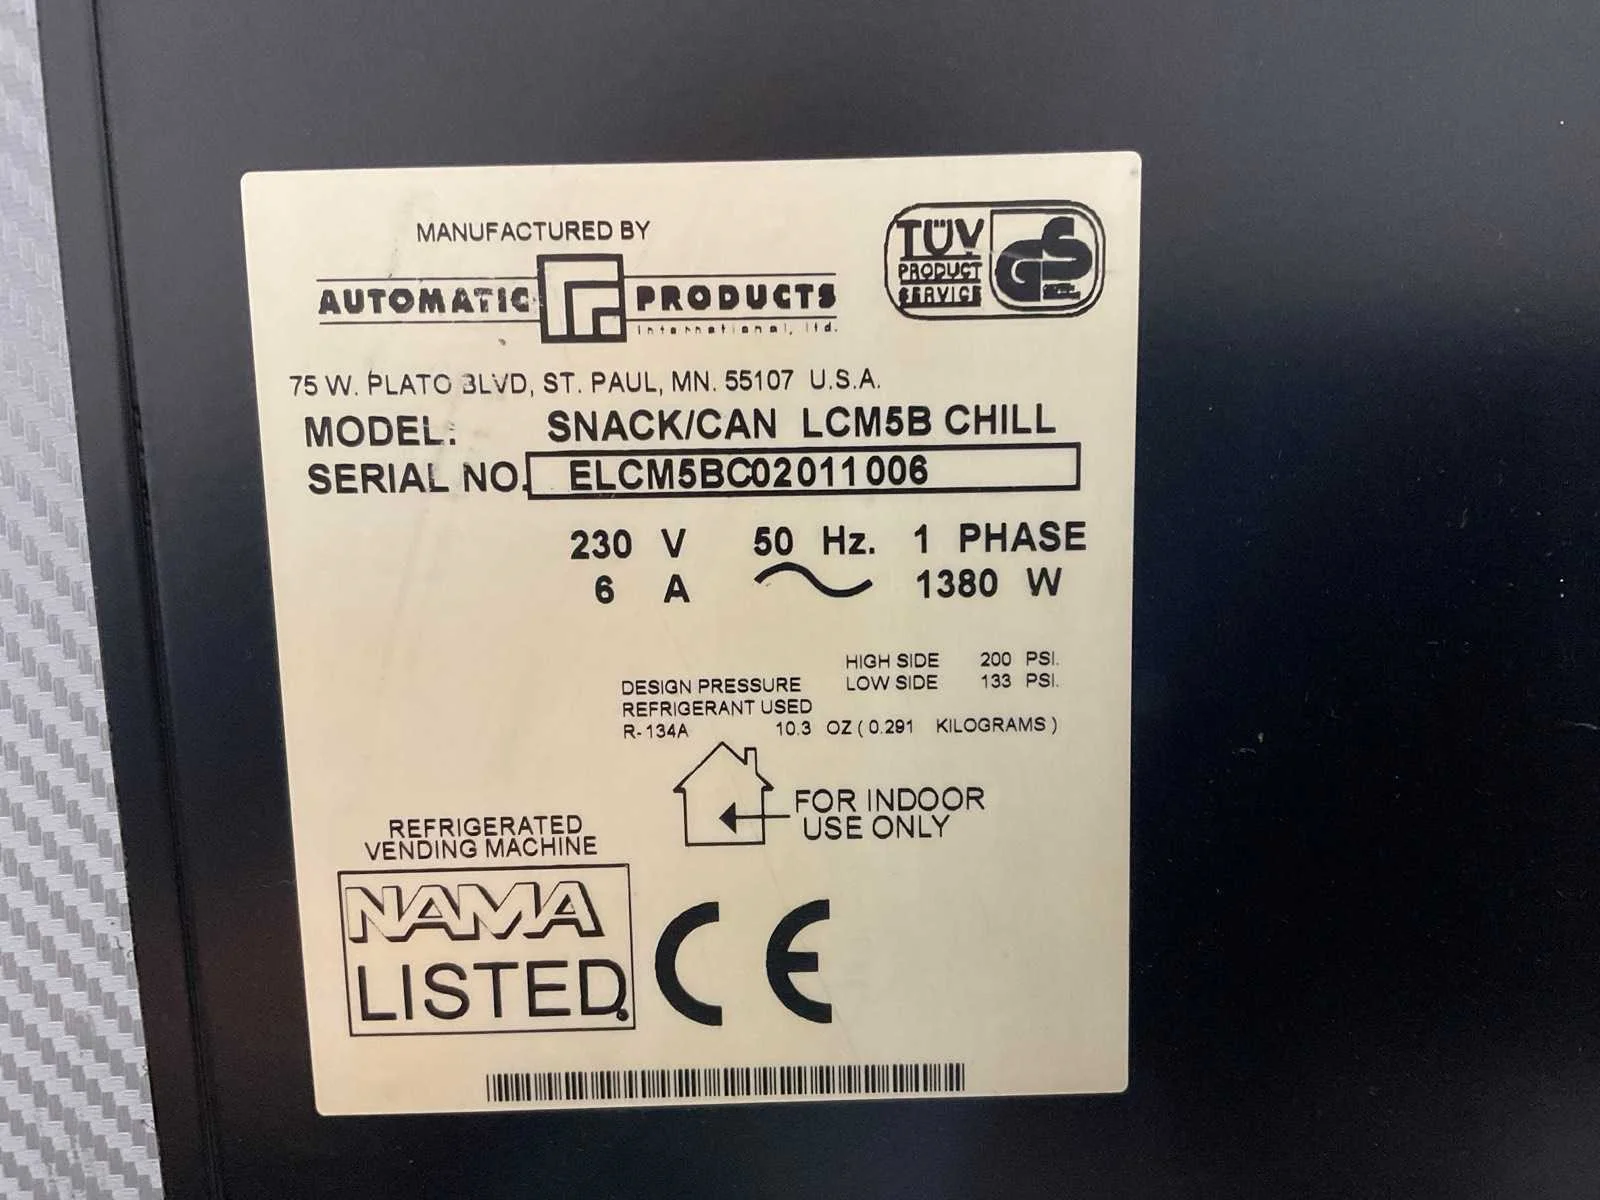 MANUFACTURED BY
AUTOMATIC PRODUCTS
international, ltd.
TÜV
PRODUCT
SERVICE
GS
75 W. PLATO BLVD, ST. PAUL, MN. 55107 U.S.A.
MODEL: SNACK/CAN LCM5B CHILL
SERIAL NO. ELCM5BC02011006
230 V 50 Hz. 1 PHASE
6 A 1380 W
HIGH SIDE 200 PSI.
DESIGN PRESSURE LOW SIDE 133 PSI.
REFRIGERANT USED
R-134A 10.3 OZ ( 0.291 KILOGRAMS )
FOR INDOOR
USE ONLY
REFRIGERATED
VENDING MACHINE
NAMA
LISTED
CE